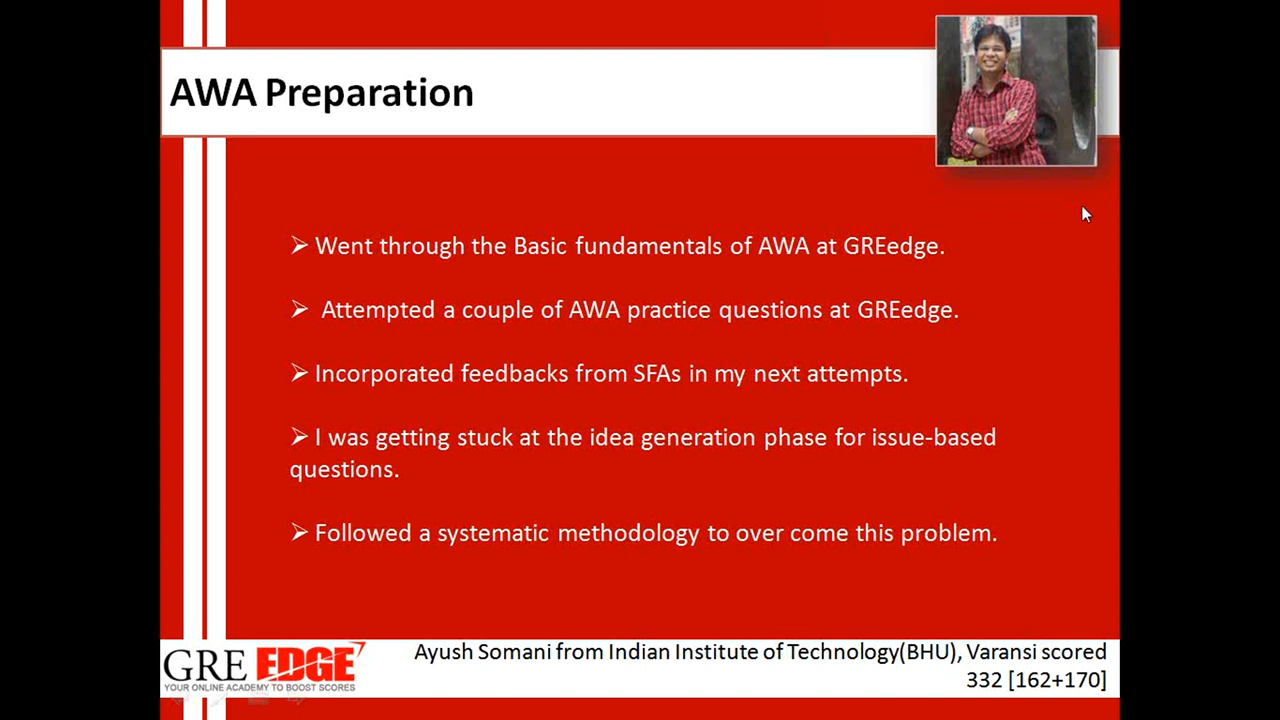 AWA Preparation
➢ Went through the Basic fundamentals of AWA at GREedge.
➢ Attempted a couple of AWA practice questions at GREedge.
➢ Incorporated feedbacks from SFAs in my next attempts.
➢ I was getting stuck at the idea generation phase for issue-based
questions.
➢ Followed a systematic methodology to over come this problem.
GRE EDGE
YOUR ONLINE ACADEMY TO BOOST SCORES
Ayush Somani from Indian Institute of Technology(BHU), Varansi scored
332 [162+170]